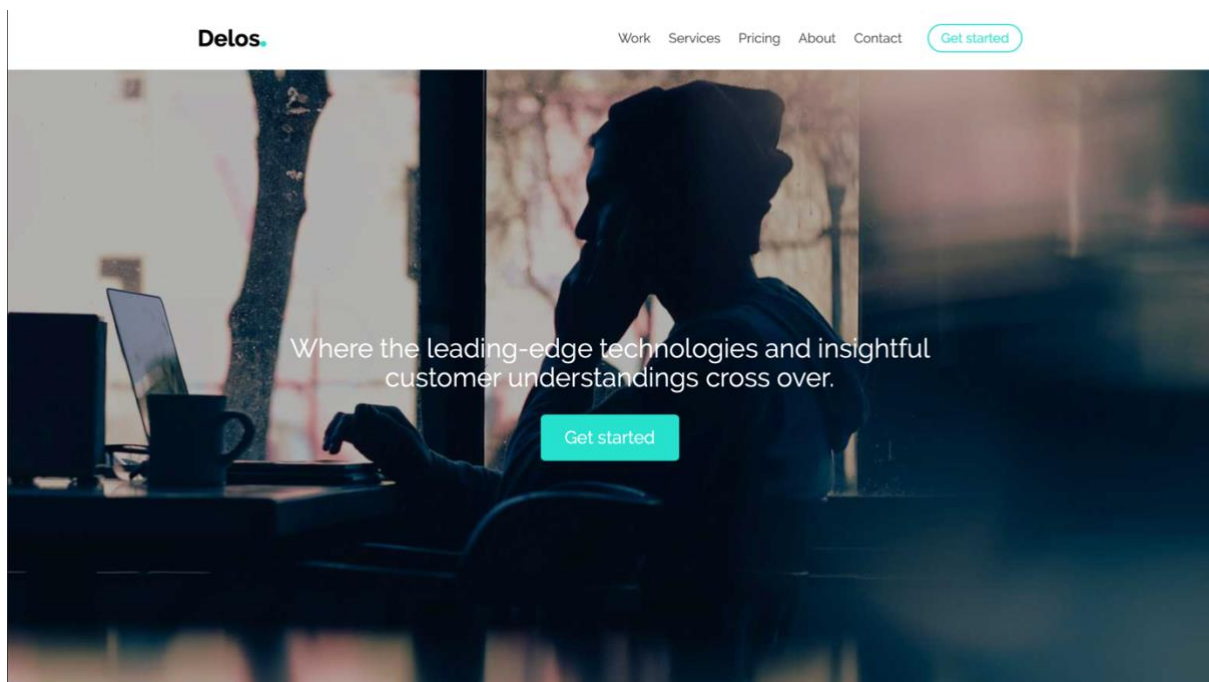 Delos.
Work Services Pricing About Contact Get started
Where the leading-edge technologies and insightful
customer understandings cross over.
Get started